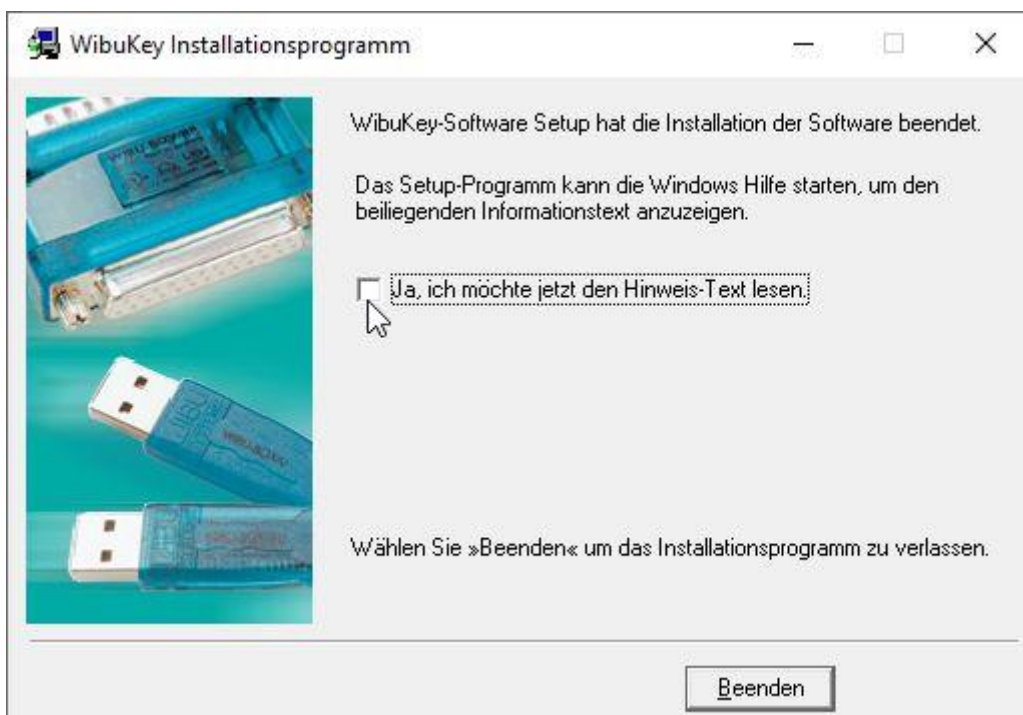 WibuKey Installationsprogramm
WibuKey-Software Setup hat die Installation der Software beendet.
Das Setup-Programm kann die Windows Hilfe starten, um den
beiliegenden Informationstext anzuzeigen.
Ja, ich möchte jetzt den Hinweis-Text lesen.
Wählen Sie »Beenden« um das Installationsprogramm zu verlassen.
Beenden